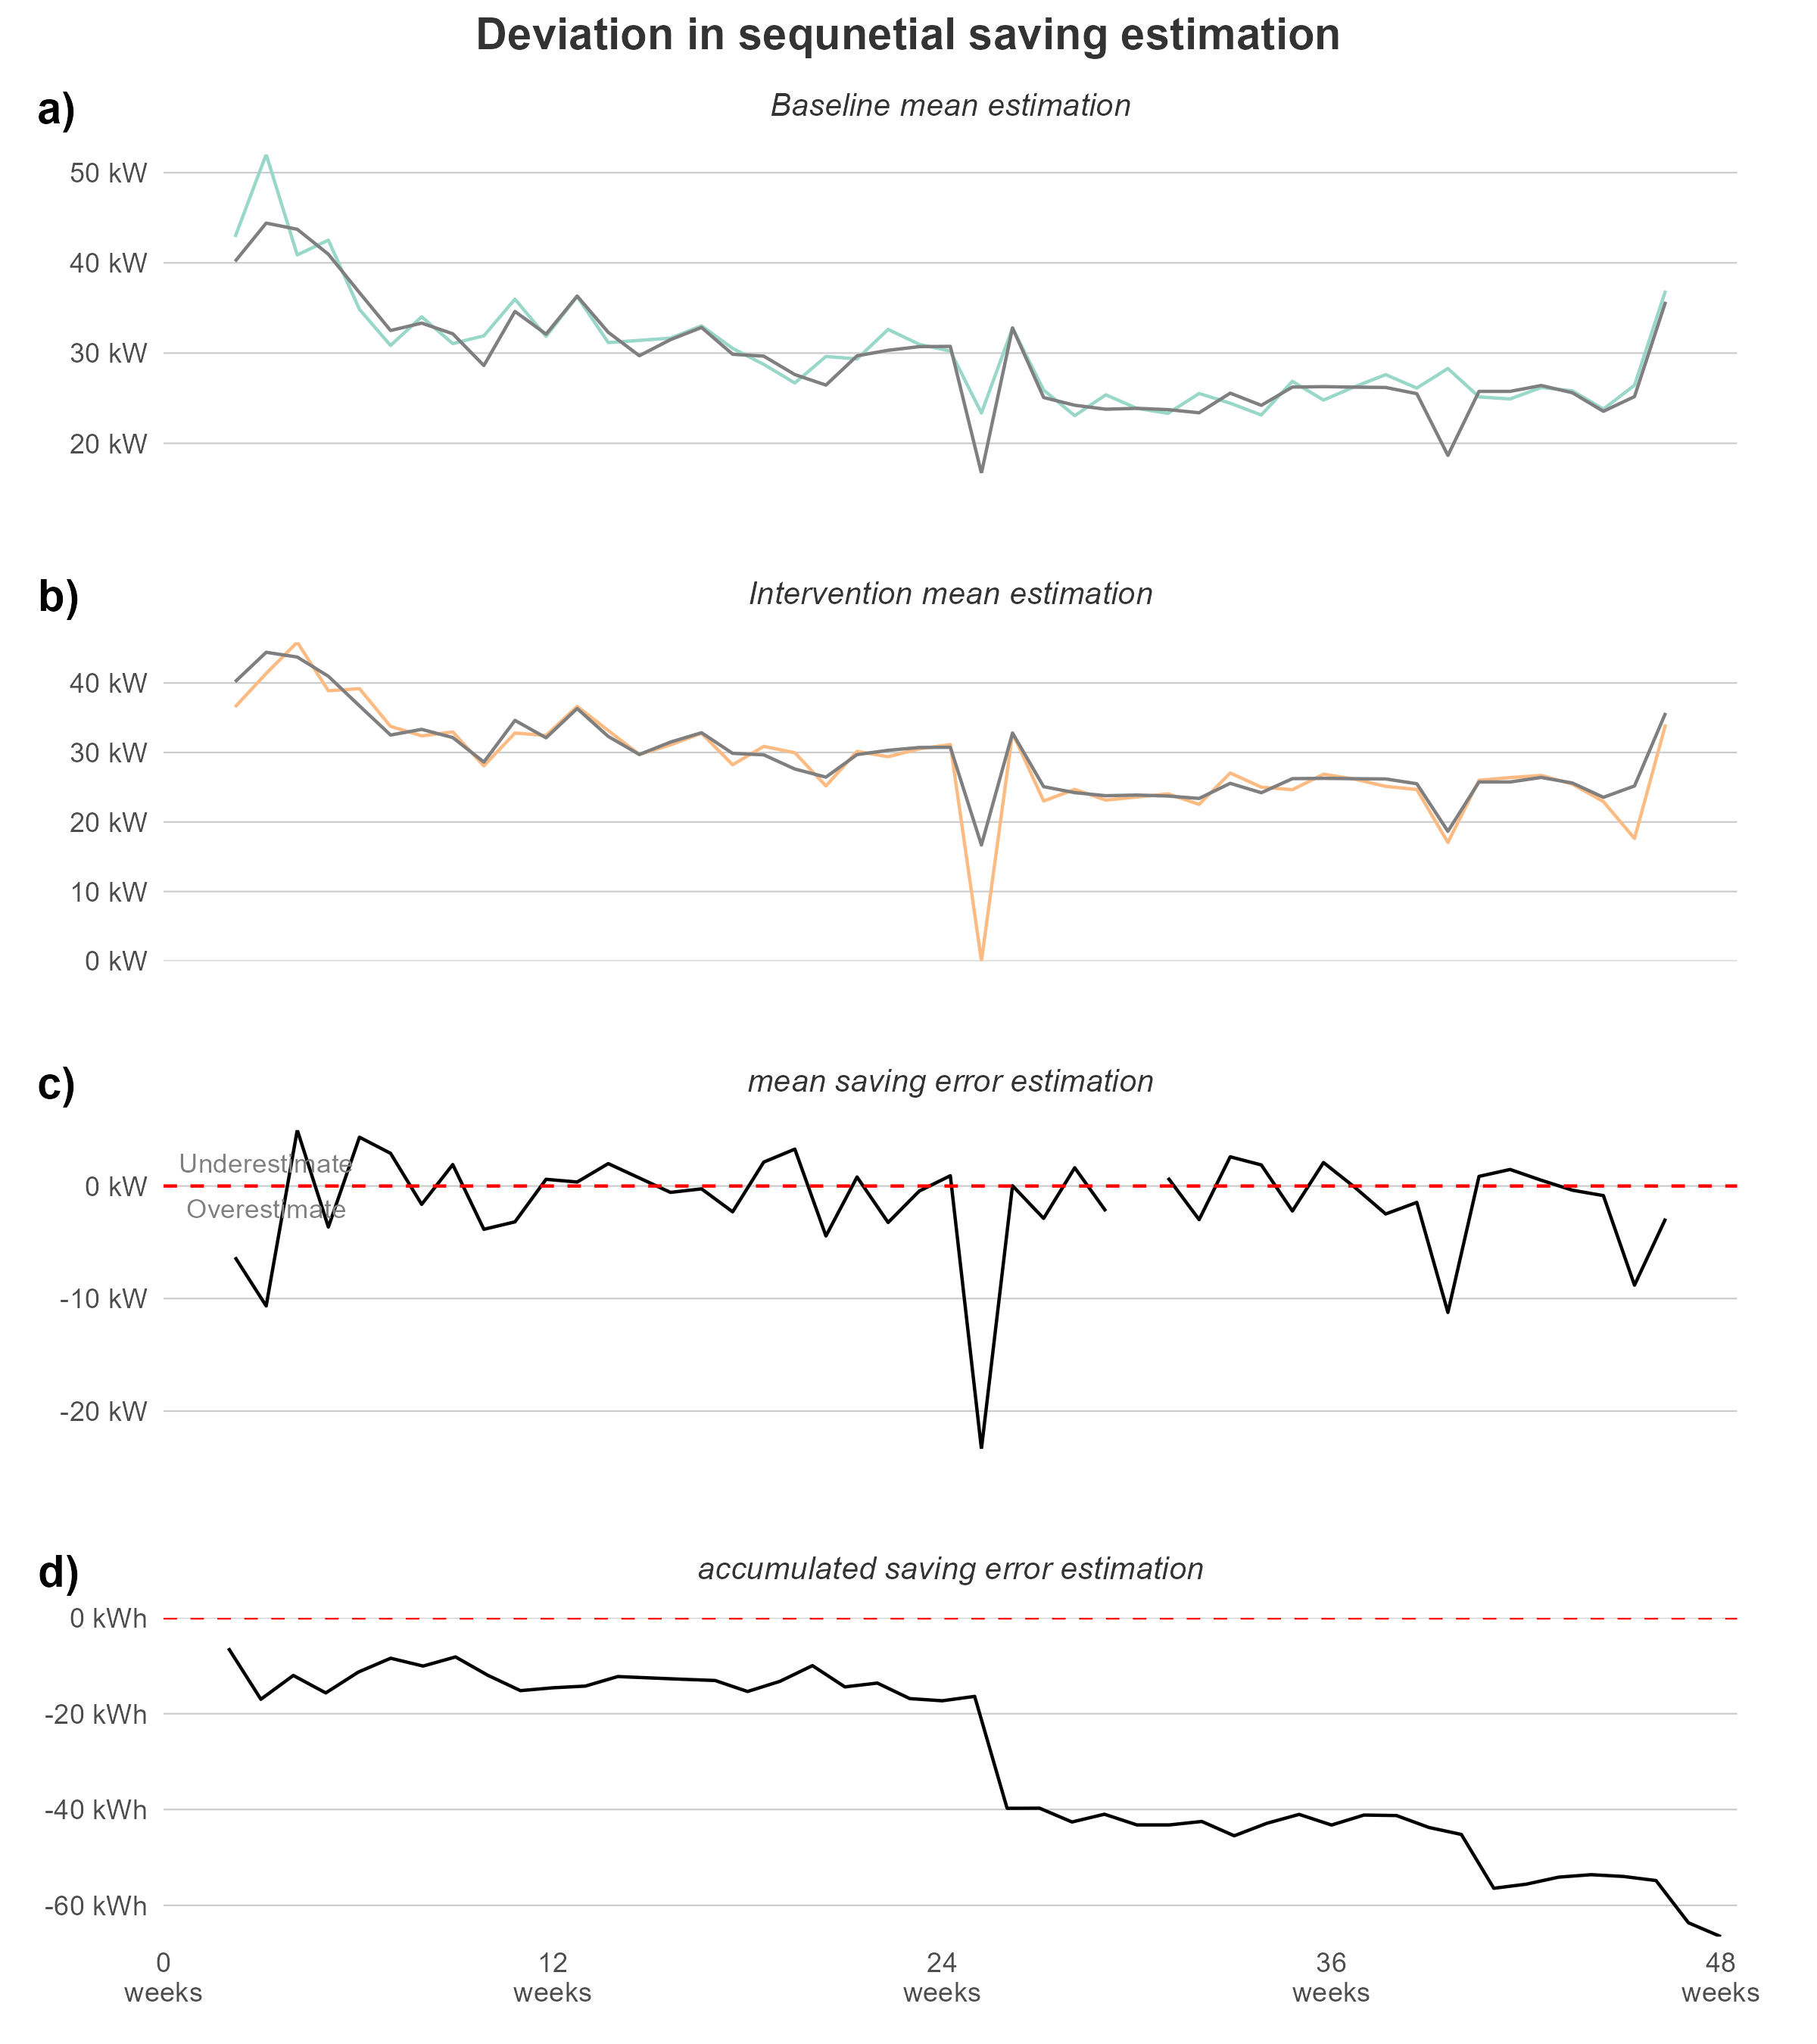 Deviation in sequnetial saving estimation
a)
Baseline mean estimation
50 kW
40 kW
30 kW
20 kW
b)
Intervention mean estimation
40 kW
30 kW
20 kW
10 kW
0 kW
c)
mean saving error estimation
Underestimate
0 kW
Overestimate
-10 kW
-20 kW
d)
accumulated saving error estimation
0 kWh
-20 kWh
-40 kWh
-60 kWh
0 12 24 36 48
weeks weeks weeks weeks weeks